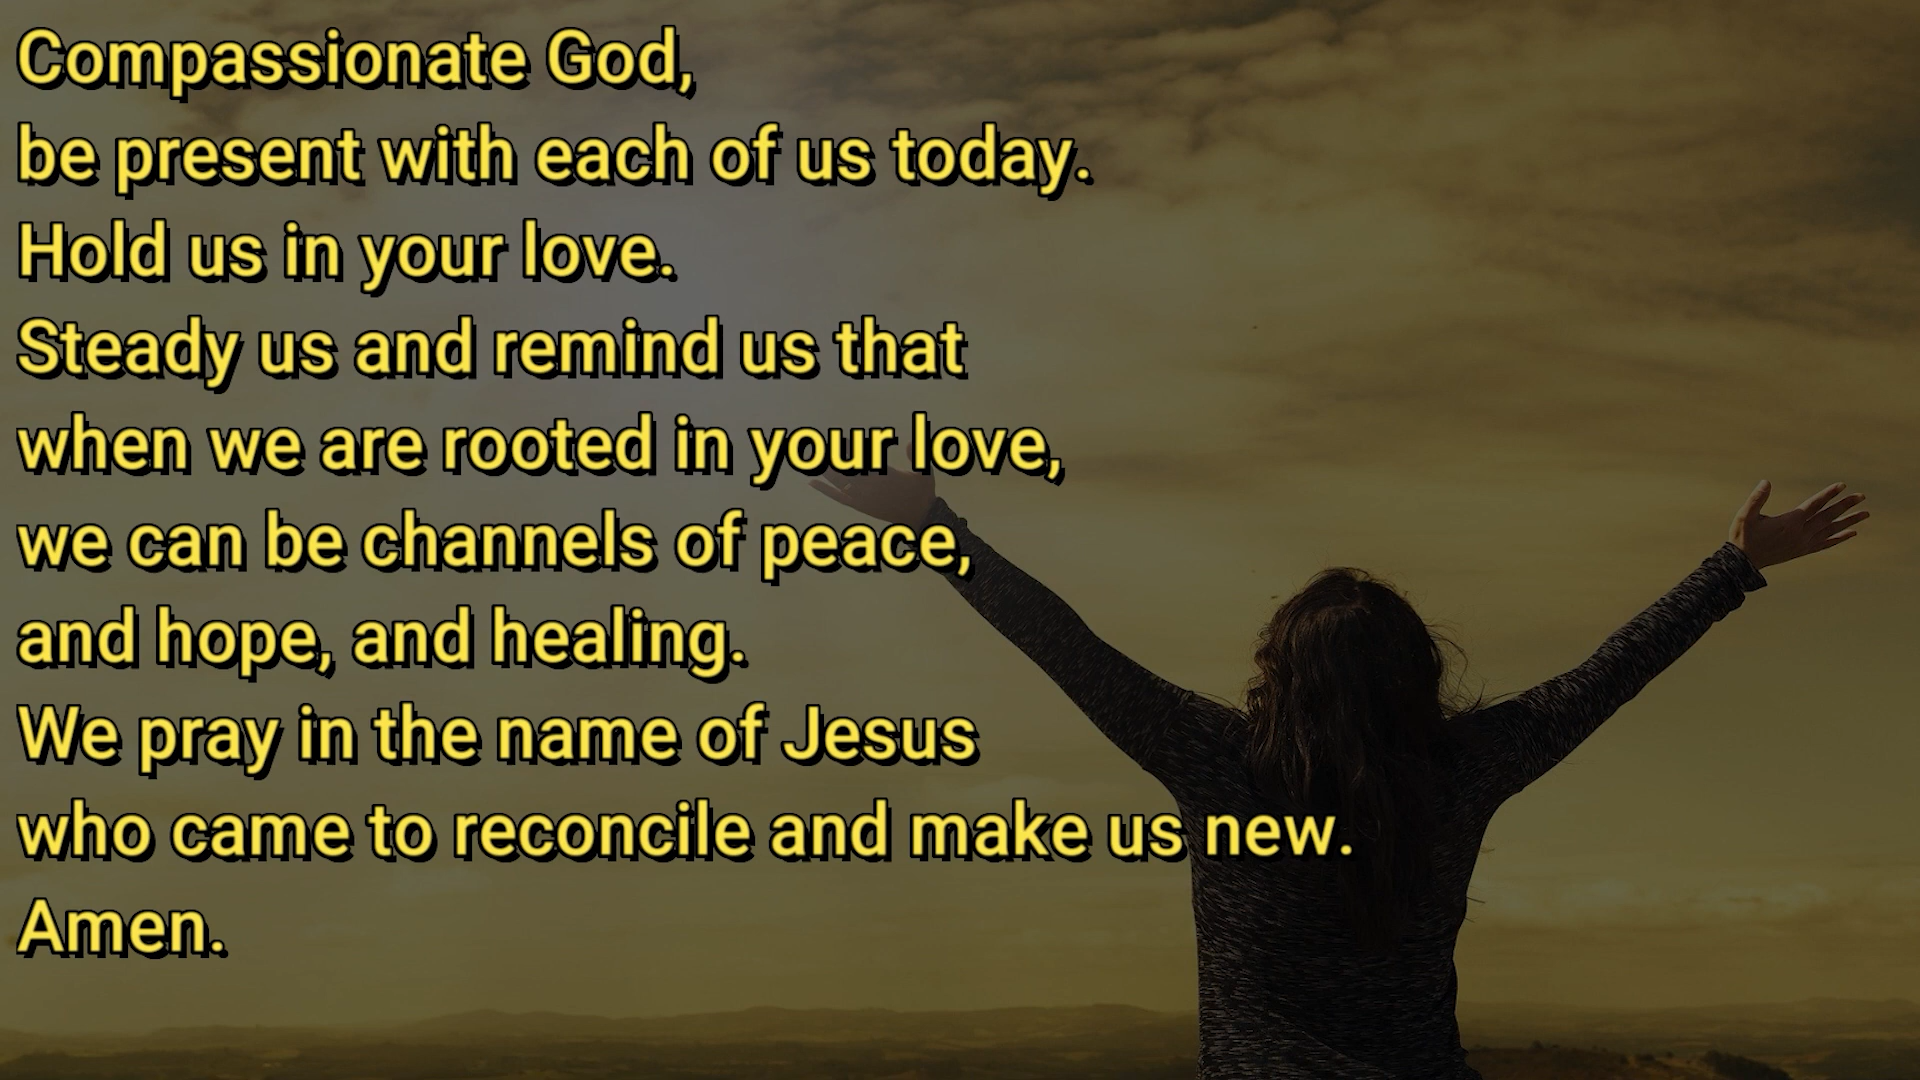 Compassionate God,
be present with each of us today.
Hold us in your love.
Steady us and remind us that
when we are rooted in your love,
we can be channels of peace,
and hope, and healing.
We pray in the name of Jesus
who came to reconcile and make us new.
Amen.